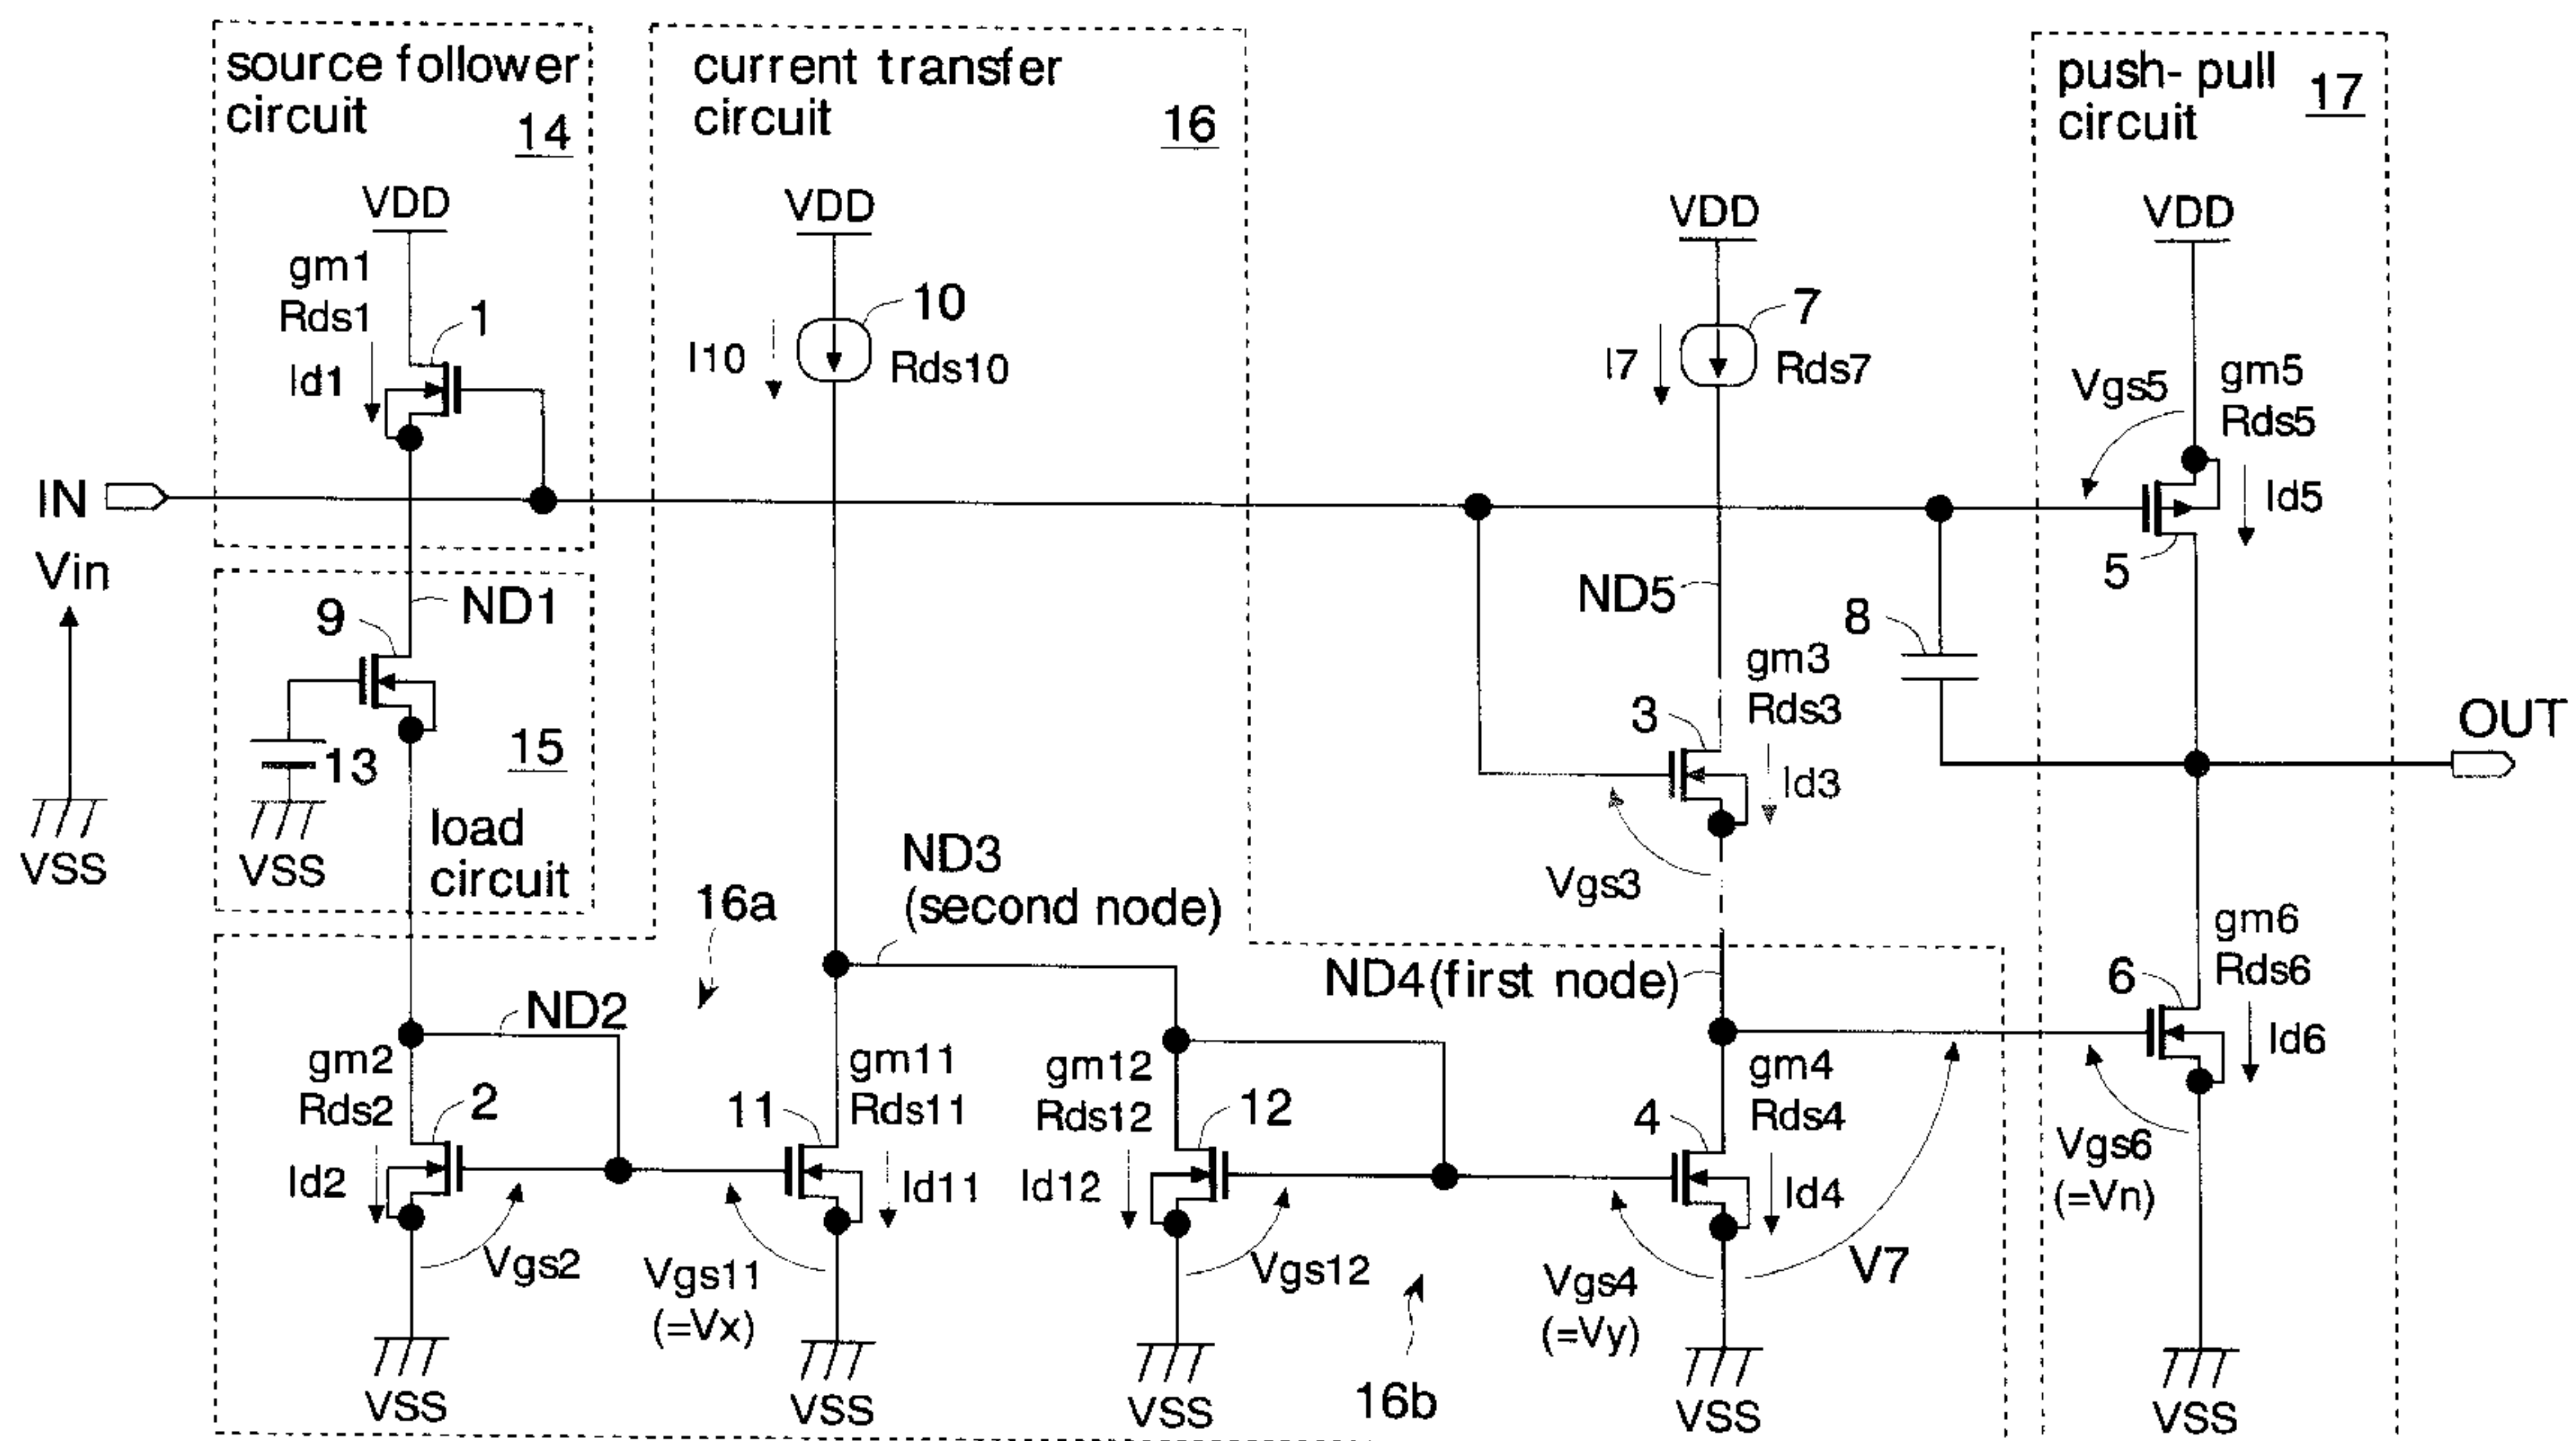 source follower
circuit
14
current transfer
circuit
16
push-pull
circuit
17
VDD
VDD
VDD
VDD
gm1
Rds1
Id1
1
10
I10
Rds10
7
I7
Rds7
Vgs5
gm5
Rds5
Id5
5
IN
Vin
VSS
ND1
9
13
VSS
15
load
circuit
ND5
8
gm3
Rds3
3
Id3
Vgs3
OUT
16a
ND3
(second node)
ND4(first node)
gm6
Rds6
6
Id6
Vgs6
(=Vn)
ND2
gm2
Rds2
2
Id2
Vgs2
VSS
gm11
Rds11
11
Id11
Vgs11
(=Vx)
VSS
gm12
Rds12
12
Id12
Vgs12
VSS
16b
gm4
Rds4
4
Id4
Vgs4
(=Vy)
V7
VSS
VSS